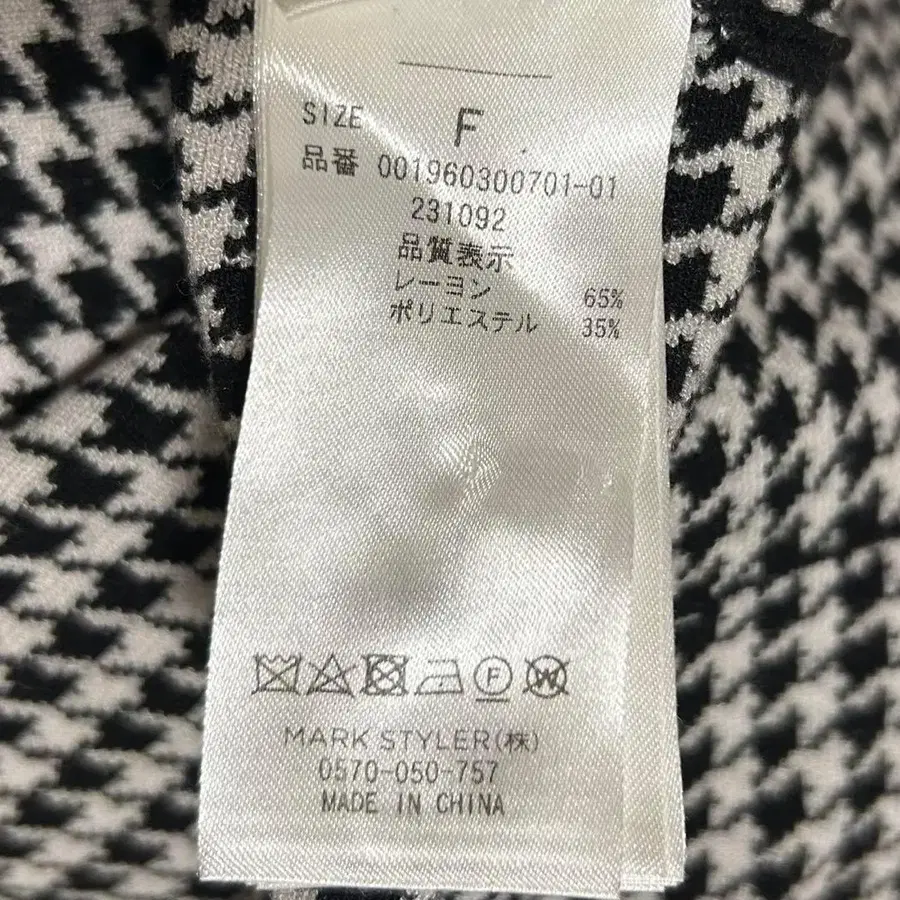 SIZE F
品番 001960300701-01
231092
品質表示
レーヨン 65%
ポリエステル 35%
F W
MARK STYLER(株)
0570-050-757
MADE IN CHINA